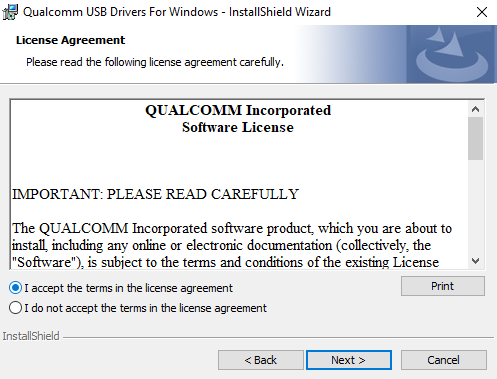 Qualcomm USB Drivers For Windows - InstallShield Wizard
License Agreement
Please read the following license agreement carefully.
QUALCOMM Incorporated
Software License
IMPORTANT: PLEASE READ CAREFULLY
The QUALCOMM Incorporated software product, which you are about to
install, including any online or electronic documentation (collectively, the
"Software"), is subject to the terms and conditions of the existing License
I accept the terms in the license agreement
Print
I do not accept the terms in the license agreement
InstallShield
< Back
Next >
Cancel